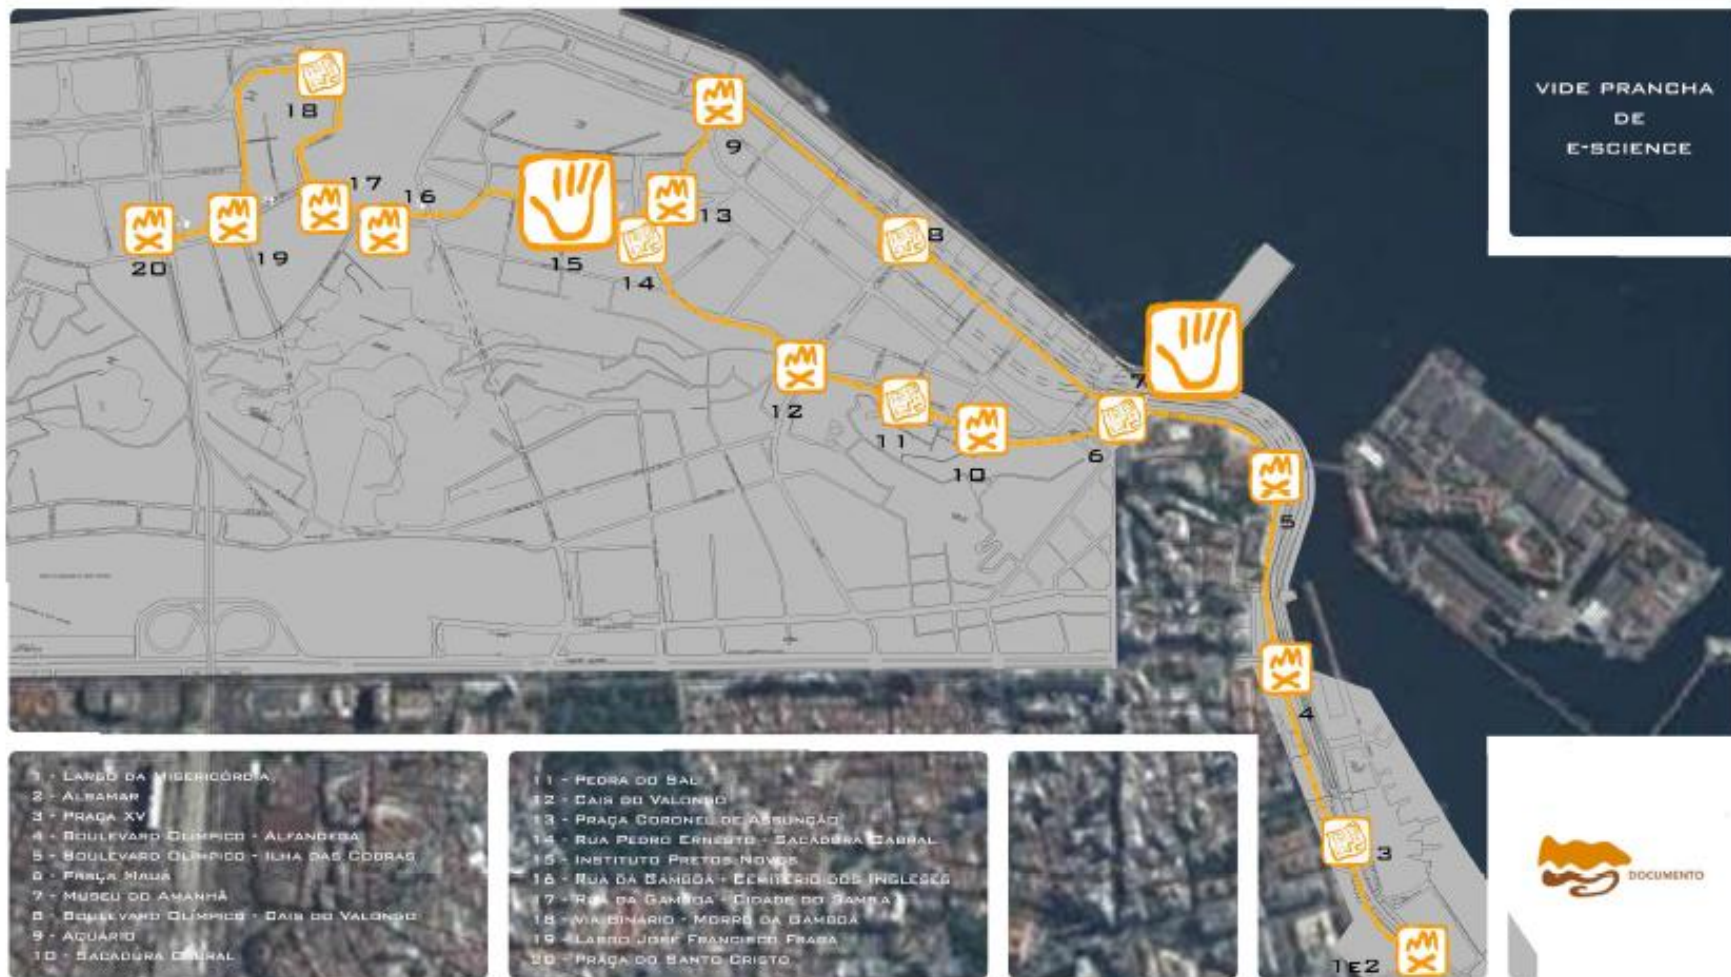 VIDE PRANCHA
DE
E-SCIENCE
18
9
17
16
13
20
19
15
14
8
7
12
11
10
6
5
4
3
1E2
1 - LARGO DA MISERICÓRDIA
2 - ALBAMAR
3 - PRAÇA XV
4 - BOULEVARD OLÍMPICO - ALFANDEGA
5 - BOULEVARD OLÍMPICO - ILHA DAS COBRAS
6 - PRAÇA MAUÁ
7 - MUSEU DO AMANHÃ
8 - BOULEVARD OLÍMPICO - CAIS DO VALONGO
9 - AQUÁRIO
10 - SACADURA CABRAL
11 - PEDRA DO SAL
12 - CAIS DO VALONGO
13 - PRAÇA CORONEL DE ASSUNÇÃO
14 - RUA PEDRO ERNESTO - SACADURA CABRAL
15 - INSTITUTO PRETOS NOVOS
16 - RUA DA GAMBOA - CEMITÉRIO DOS INGLESES
17 - RUA DA GAMBOA - CIDADE DO SAMBA
18 - VIA BINÁRIO - MORRO DA GAMBOA
19 - LARGO JOSÉ FRANCISCO FRAGA
20 - PRAÇA DO SANTO CRISTO
DOCUMENTO